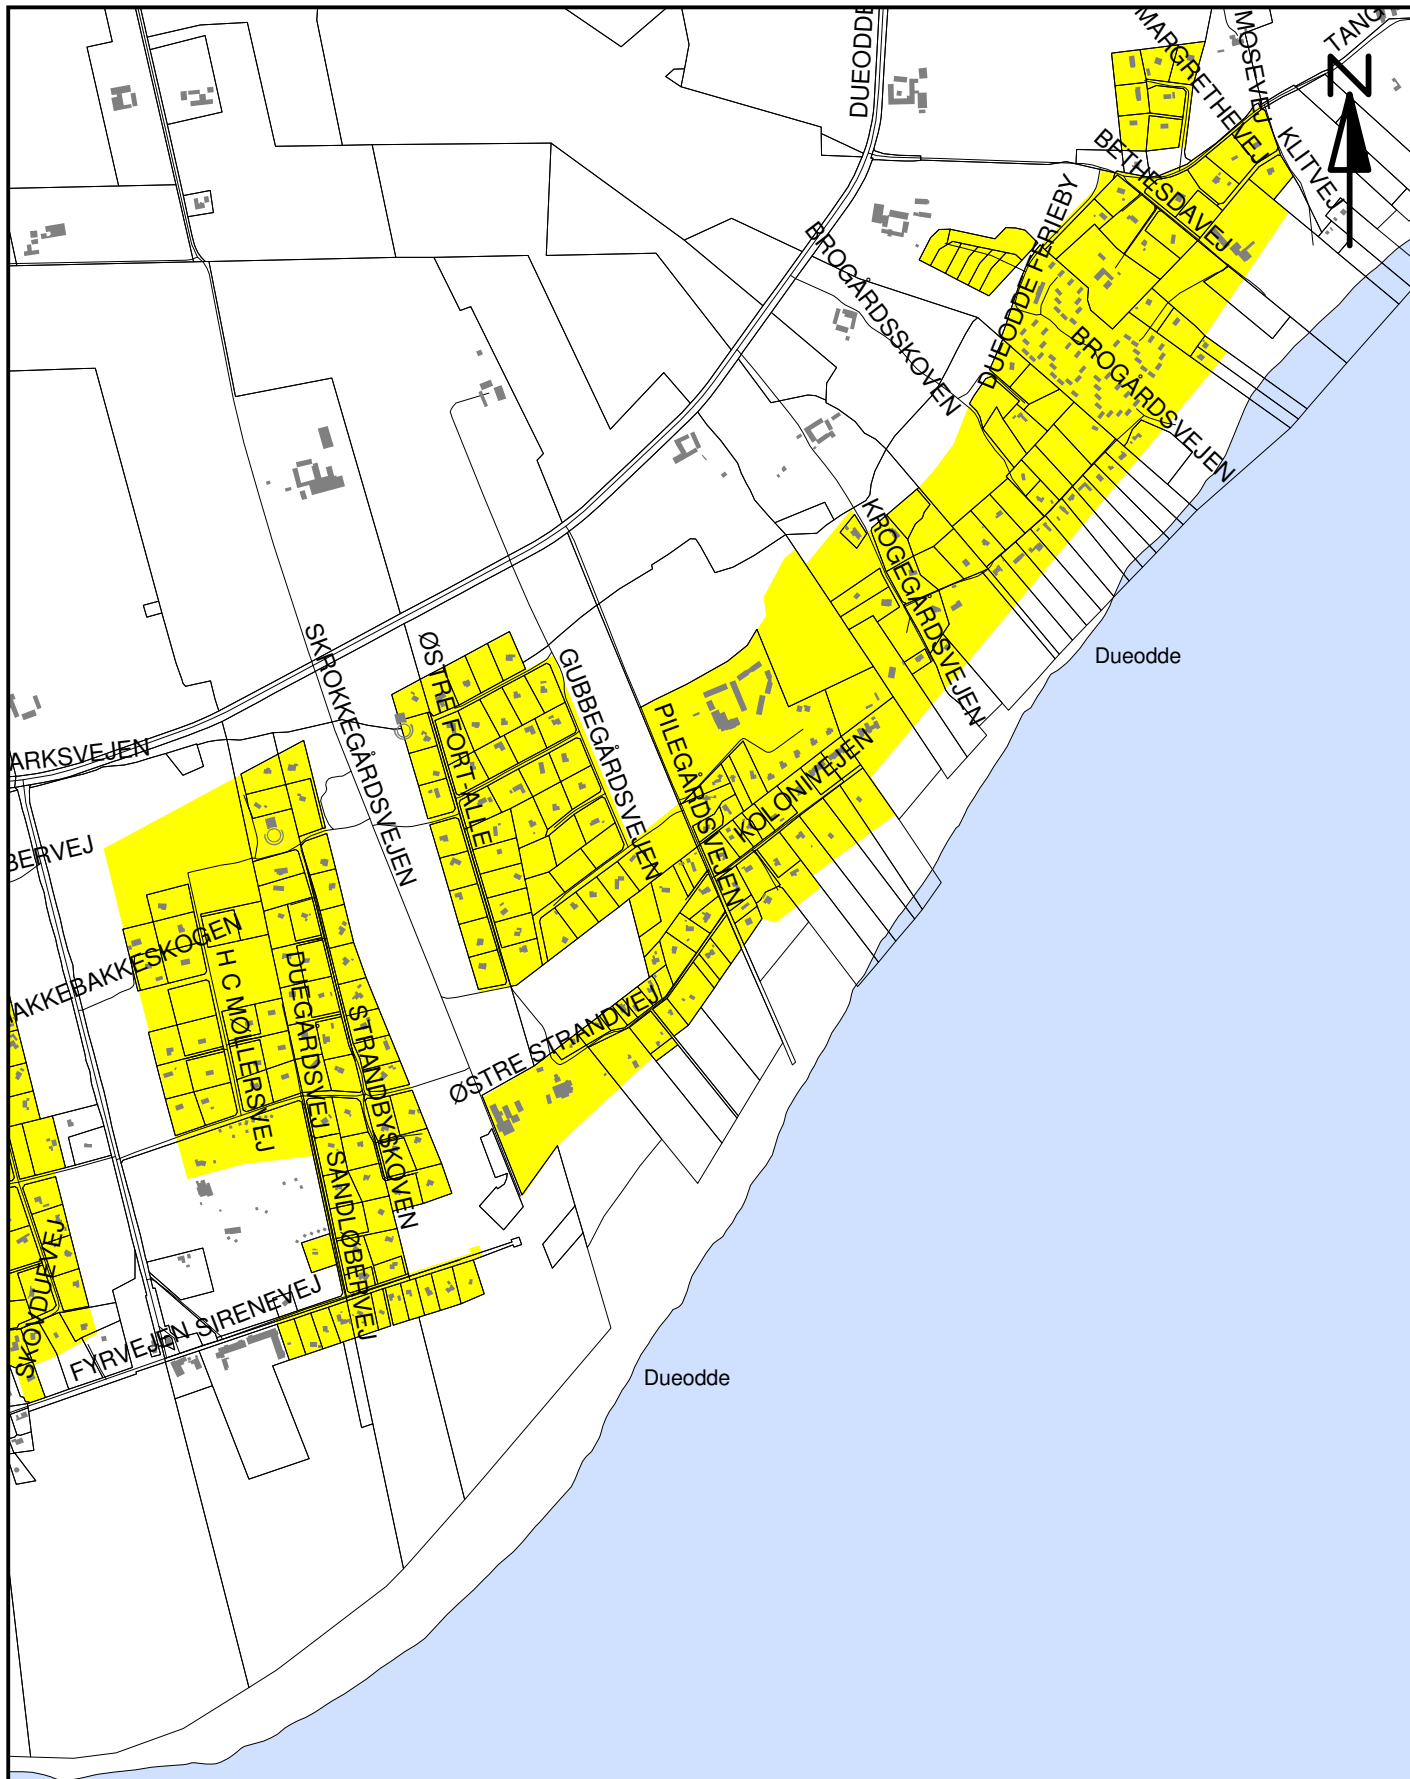 DUEODDE
MARGRETHEVEJ
MOSEVEJ
TANG
N
BETHESDAVEJ
KLITVEJ
DUEODDE FERIEBY
BROGÅRDSSKOVEN
BROGÅRDSVEJEN
KROGEGÅRDSVEJEN
Dueodde
SKROKKEGÅRDSVEJEN
ØSTRE FORT-ALLE
GUBBEGÅRDSVEJEN
PILEGÅRDSVEJEN
KOLONIVEJEN
ARKSVEJEN
BERVEJ
AKKEBAKKESKOGEN
H C MØLLERSVEJ
DUEGÅRDSVEJ
STRANDBYSKOVEN
ØSTRE STRANDVEJ
SANDLØBERVEJ
SKOVDUEVEJ
FYRVEJEN SIRENEVEJ
Dueodde